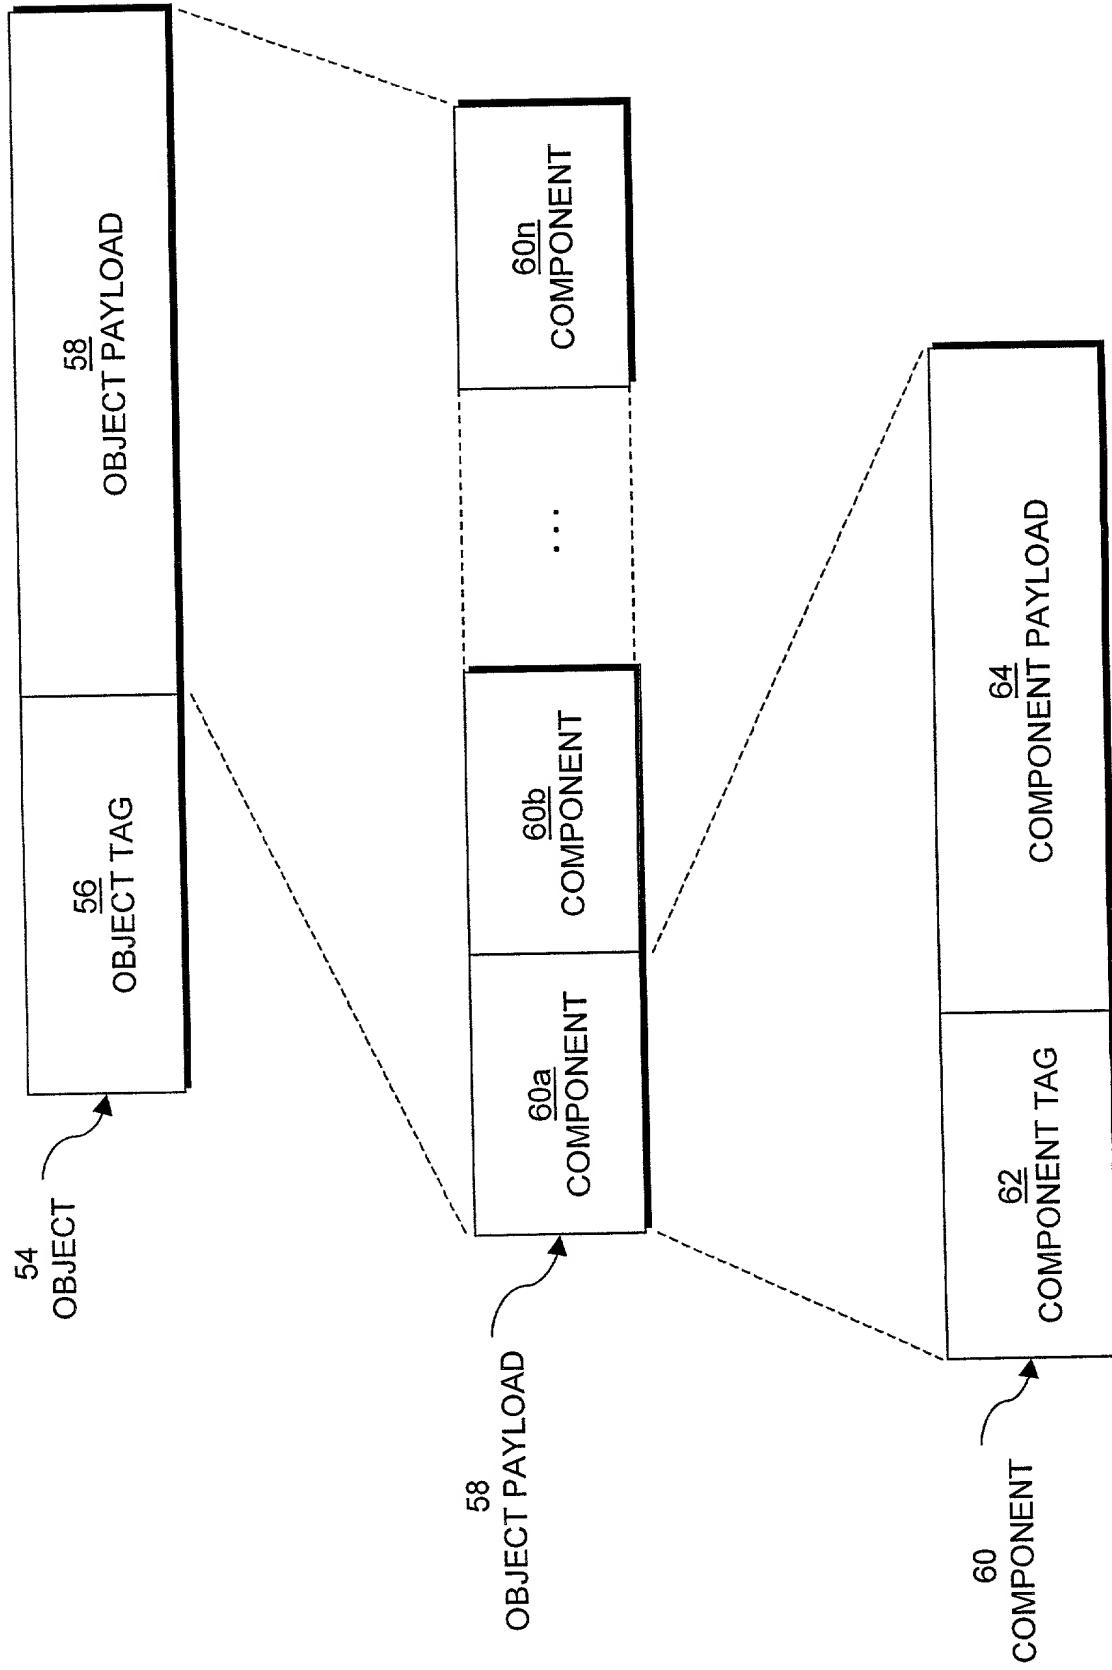 54
OBJECT
56
OBJECT TAG
58
OBJECT PAYLOAD
58
OBJECT PAYLOAD
60a
COMPONENT
60b
COMPONENT
...
60n
COMPONENT
60
COMPONENT
62
COMPONENT TAG
64
COMPONENT PAYLOAD